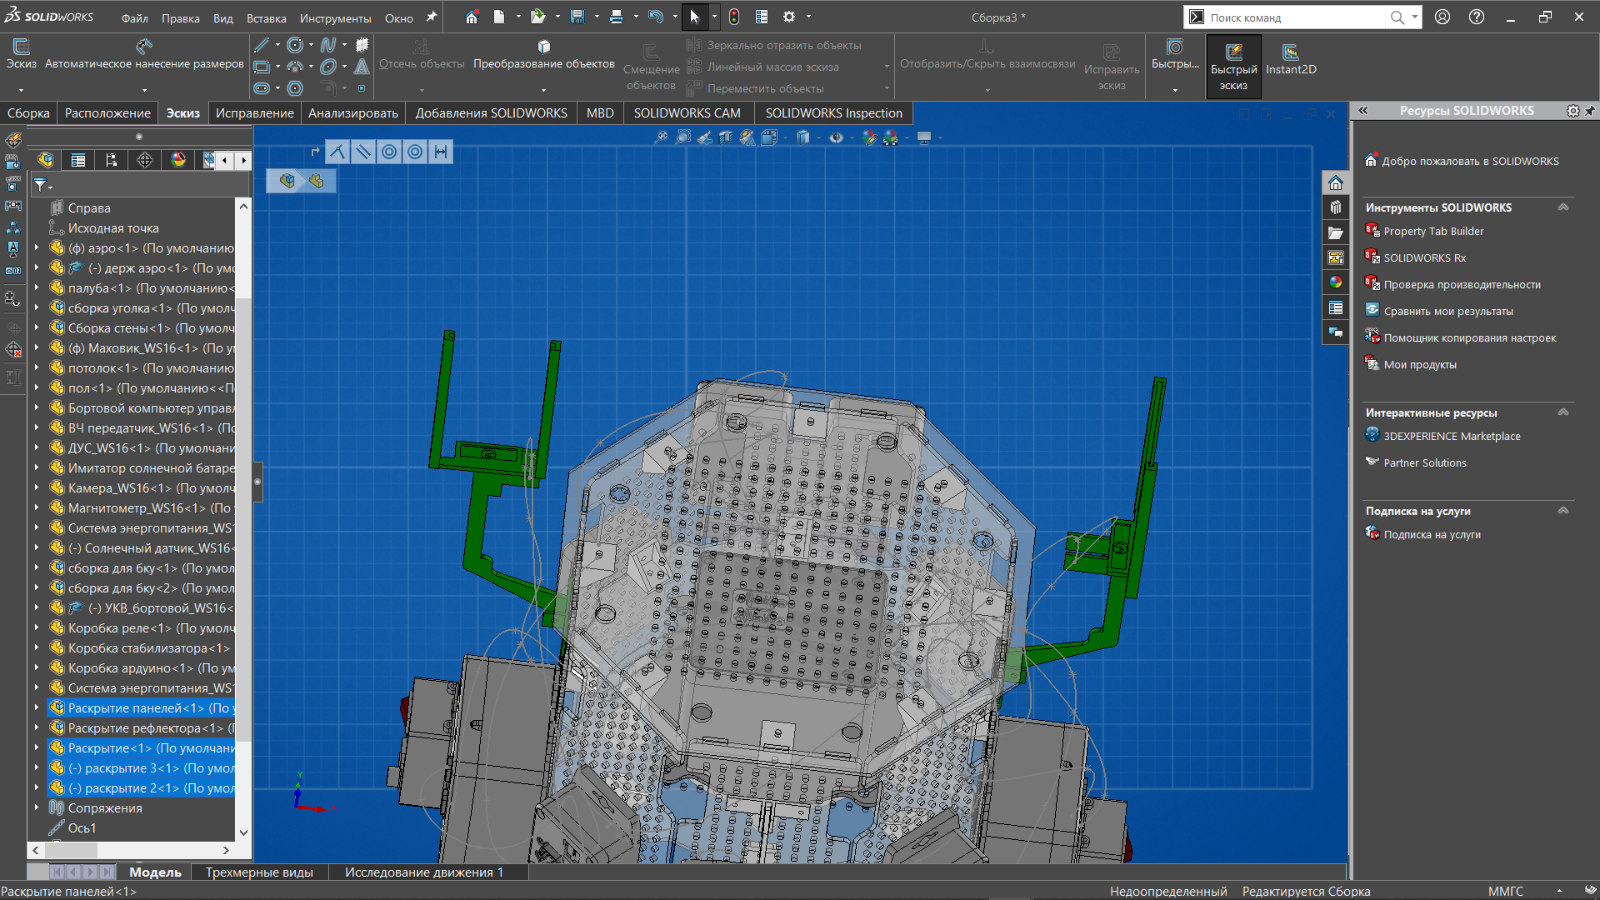 SOLIDWORKS
Файл
Правка
Вид
Вставка
Инструменты
Окно
Сборка3 *
Поиск команд
Эскиз
Автоматическое нанесение размеров
Отсечь объекты
Преобразование объектов
Смещение
объектов
Зеркально отразить объекты
Линейный массив эскиза
Переместить объекты
Отобразить/Скрыть взаимосвязи
Исправить
эскиз
Быстры...
Быстрый
эскиз
Instant2D
Сборка
Расположение
Эскиз
Исправление
Анализировать
Добавления SOLIDWORKS
MBD
SOLIDWORKS CAM
SOLIDWORKS Inspection
Справа
Исходная точка
(ф) аэро<1> (По умолчанию
(-) держ аэро<1> (По умо
палуба<1> (По умолчанию<
сборка уголка<1> (По умолч
Сборка стены<1> (По умолч
(ф) Маховик_WS16<1> (По у
потолок<1> (По умолчанию
пол<1> (По умолчанию<<П
Бортовой компьютер управл
ВЧ передатчик_WS16<1> (По
ДУС_WS16<1> (По умолчани
Имитатор солнечной батаре
Камера_WS16<1> (По умолч
Магнитометр_WS16<1> (По
Система энергопитания_WS1
(-) Солнечный датчик_WS16<
сборка для бку<1> (По умол
сборка для бку<2> (По умол
(-) УКВ_бортовой_WS16<
Коробка реле<1> (По умолч
Коробка стабилизатора<1>
Коробка ардуино<1> (По ум
Система энергопитания_WS1
Раскрытие панелей<1> (По у
Раскрытие рефлектора<1> (
Раскрытие<1> (По умолчани
(-) раскрытие 3<1> (По умол
(-) раскрытие 2<1> (По умол
Сопряжения
Ось1
Y
Ресурсы SOLIDWORKS
Добро пожаловать в SOLIDWORKS
Инструменты SOLIDWORKS
Property Tab Builder
SOLIDWORKS Rx
Проверка производительности
Сравнить мои результаты
Помощник копирования настроек
Мои продукты
Интерактивные ресурсы
3DEXPERIENCE Marketplace
Partner Solutions
Подписка на услуги
Подписка на услуги
Модель
Трехмерные виды
Исследование движения 1
Раскрытие панелей<1>
Недоопределенный
Редактируется Сборка
ММГС